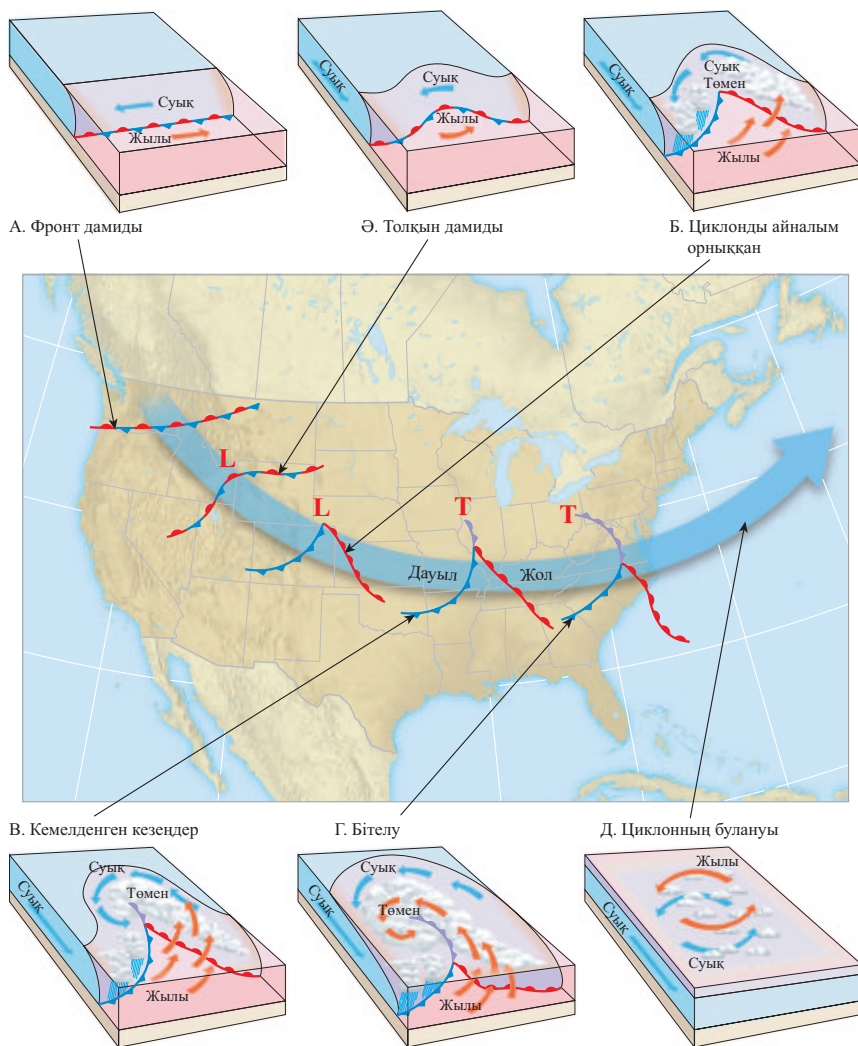 Суық
Жылы
Суық
Суық
Жылы
Суық
Суық
Төмен
Жылы
А. Фронт дамиды
Ә. Толқын дамиды
Б. Циклонды айналым
орныққан
L
L
Т
Т
Дауыл
Жол
В. Кемелденген кезеңдер
Г. Бітелу
Д. Циклонның булануы
Суық
Суық
Төмен
Жылы
Суық
Суық
Төмен
Жылы
Суық
Жылы
Суық